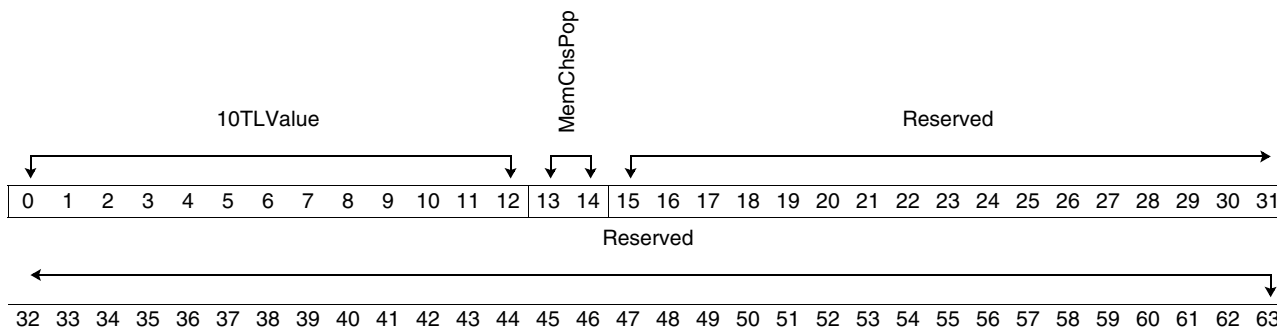 MemChsPop
10TLValue
Reserved
0 1 2 3 4 5 6 7 8 9 10 11 12 13 14 15 16 17 18 19 20 21 22 23 24 25 26 27 28 29 30 31
Reserved
32 33 34 35 36 37 38 39 40 41 42 43 44 45 46 47 48 49 50 51 52 53 54 55 56 57 58 59 60 61 62 63